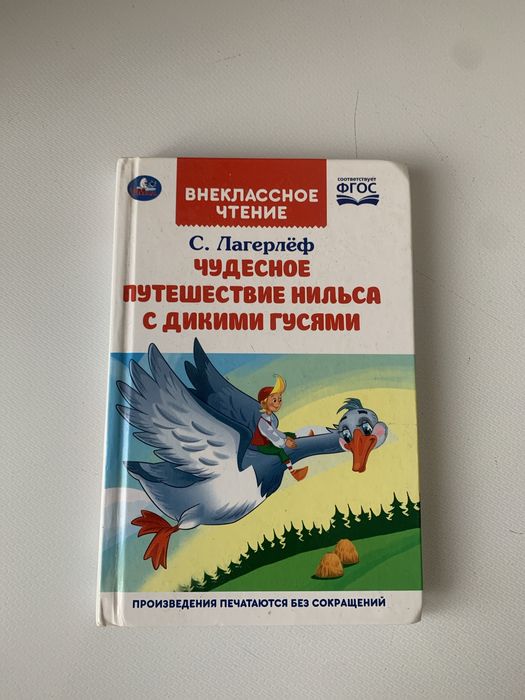 ВНЕКЛАССНОЕ
ЧТЕНИЕ
соответствует
ФГОС
С. Лагерлёф
ЧУДЕСНОЕ
ПУТЕШЕСТВИЕ НИЛЬСА
С ДИКИМИ ГУСЯМИ
ПРОИЗВЕДЕНИЯ ПЕЧАТАЮТСЯ БЕЗ СОКРАЩЕНИЙ